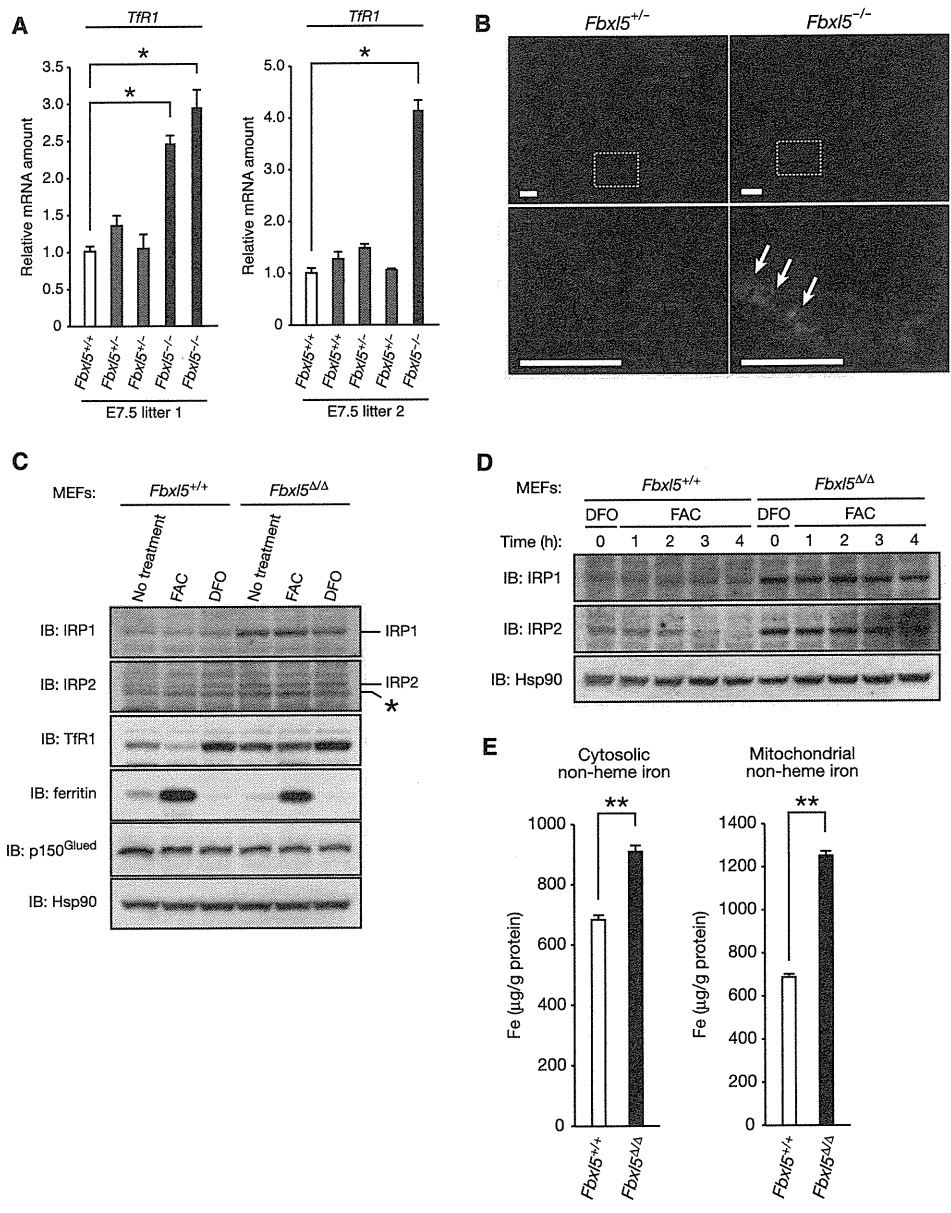 A
TfR1
Relative mRNA amount
3.5
3.0
2.5
2.0
1.5
1.0
0.5
0
*
*
Fbxl5+/+
Fbxl5+/−
Fbxl5+/−
Fbxl5−/−
Fbxl5−/−
E7.5 litter 1
TfR1
Relative mRNA amount
5.0
4.0
3.0
2.0
1.0
0
*
Fbxl5+/+
Fbxl5+/+
Fbxl5+/−
Fbxl5+/−
Fbxl5−/−
E7.5 litter 2
B
Fbxl5+/−
Fbxl5−/−
C
MEFs:
Fbxl5+/+
Fbxl5Δ/Δ
No treatment
FAC
DFO
No treatment
FAC
DFO
IB: IRP1
IRP1
IB: IRP2
IRP2
*
IB: TfR1
IB: ferritin
IB: p150Glued
IB: Hsp90
D
MEFs:
Fbxl5+/+
Fbxl5Δ/Δ
DFO
FAC
DFO
FAC
Time (h):
0 1 2 3 4 0 1 2 3 4
IB: IRP1
IB: IRP2
IB: Hsp90
E
Cytosolic
non-heme iron
**
Fe (μg/g protein)
1000
800
600
400
200
0
Fbxl5+/+
Fbxl5Δ/Δ
Mitochondrial
non-heme iron
**
Fe (μg/g protein)
1400
1200
1000
800
600
400
200
0
Fbxl5+/+
Fbxl5Δ/Δ